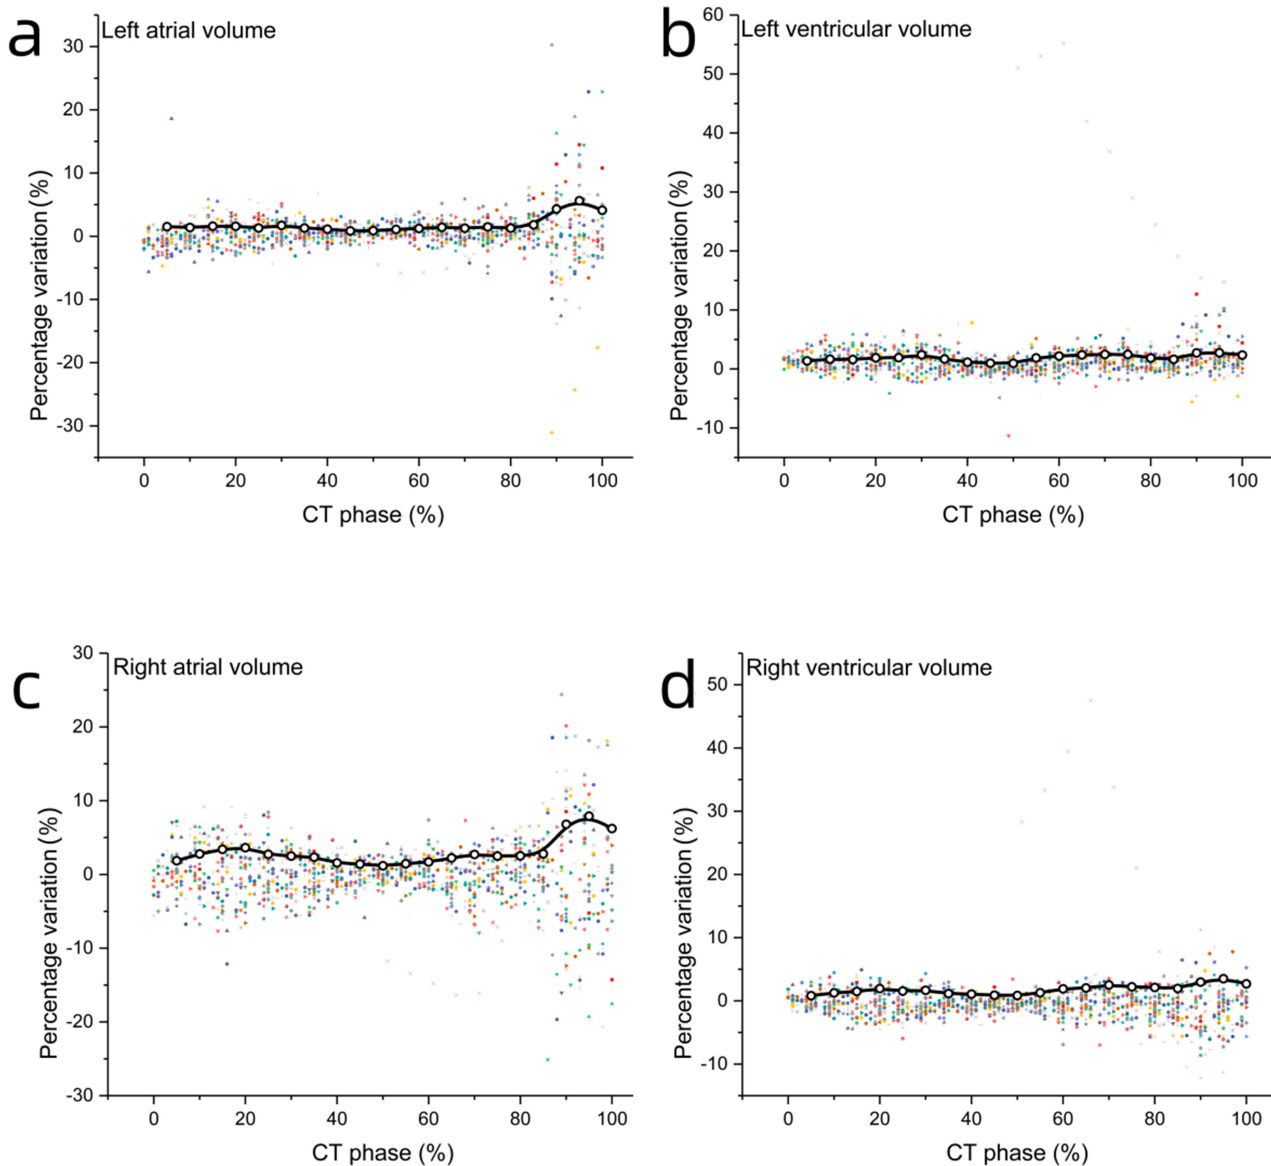 a
Left atrial volume
30
20
10
0
-10
-20
-30
Percentage variation (%)
0 20 40 60 80 100
CT phase (%)
b
Left ventricular volume
60
50
40
30
20
10
0
-10
Percentage variation (%)
0 20 40 60 80 100
CT phase (%)
c
Right atrial volume
30
20
10
0
-10
-20
-30
Percentage variation (%)
0 20 40 60 80 100
CT phase (%)
d
Right ventricular volume
50
40
30
20
10
0
-10
Percentage variation (%)
0 20 40 60 80 100
CT phase (%)